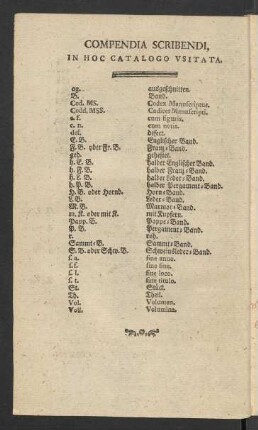 COMPENDIA SCRIBENDI,
IN HOC CATALOGO VSITATA.
ag. ausgeschnitten.
B. Band.
Cod. MS. Codex Manuscriptus.
Codd. MSS. Codices Manuscripti.
c. f. cum figuris.
c. n. cum notis.
def. defect.
E. B. Englischer Band.
F. B. oder Fr. B. Franz-Band.
geh. geheftet.
h. E. B. halber Englischer Band.
h. F. B. halber Franz-Band.
h. L. B. halber Leder-Band.
h. P. B. halber Pergament-Band.
H. B. oder Hornb. Horn-Band.
L. B. Leder-Band.
M. B. Marmor-Band.
m. K. oder mit K. mit Kupfern.
Papp. B. Pappe-Band.
P. B. Pergament-Band.
r. roh.
Sammt-B. Sammt-Band.
S. B. oder Schw. B. Schweinsleder-Band.
s. a. sine anno.
s. f. sine fine.
s. l. sine loco.
s. t. sine titulo.
St. Stück.
Th. Theil.
Vol. Volumen.
Voll. Volumina.